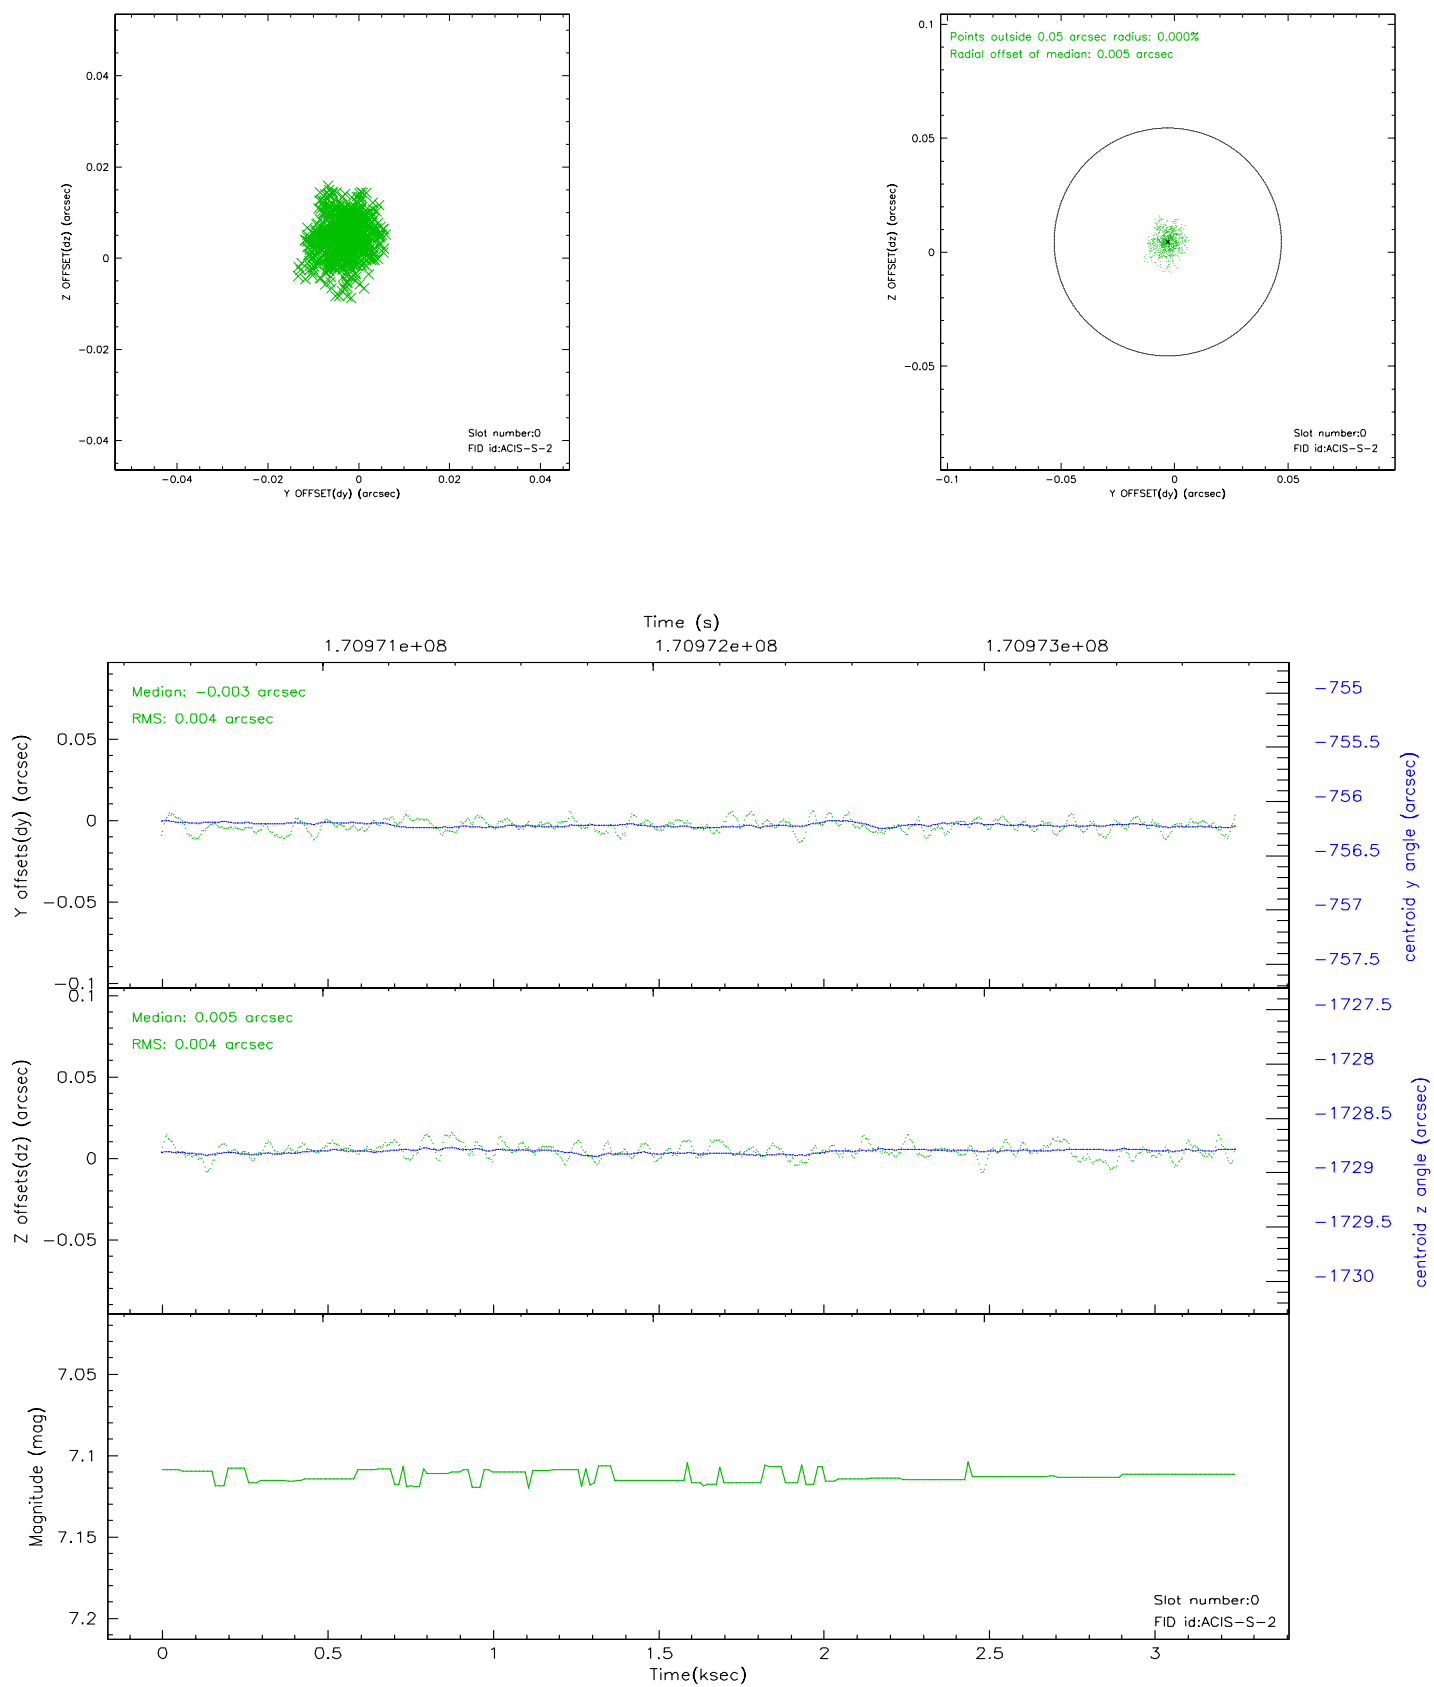 0.04
0.02
0
−0.02
−0.04
Z OFFSET(dz) (arcsec)
Slot number:0
FID id:ACIS−S−2
−0.04 −0.02 0 0.02 0.04
Y OFFSET(dy) (arcsec)
Points outside 0.05 arcsec radius: 0.000%
Radial offset of median: 0.005 arcsec
0.1
0.05
0
−0.05
Z OFFSET(dz) (arcsec)
Slot number:0
FID id:ACIS−S−2
−0.1 −0.05 0 0.05
Y OFFSET(dy) (arcsec)
Time (s)
1.70971e+08 1.70972e+08 1.70973e+08
Median: −0.003 arcsec
RMS: 0.004 arcsec
0.05
0
−0.05
−0.1
Y offsets(dy) (arcsec)
−755
−755.5
−756
−756.5
−757
−757.5
centroid y angle (arcsec)
Median: 0.005 arcsec
RMS: 0.004 arcsec
0.1
0.05
0
−0.05
Z offsets(dz) (arcsec)
−1727.5
−1728
−1728.5
−1729
−1729.5
−1730
centroid z angle (arcsec)
7.05
7.1
7.15
7.2
Magnitude (mag)
Slot number:0
FID id:ACIS−S−2
0 0.5 1 1.5 2 2.5 3
Time(ksec)